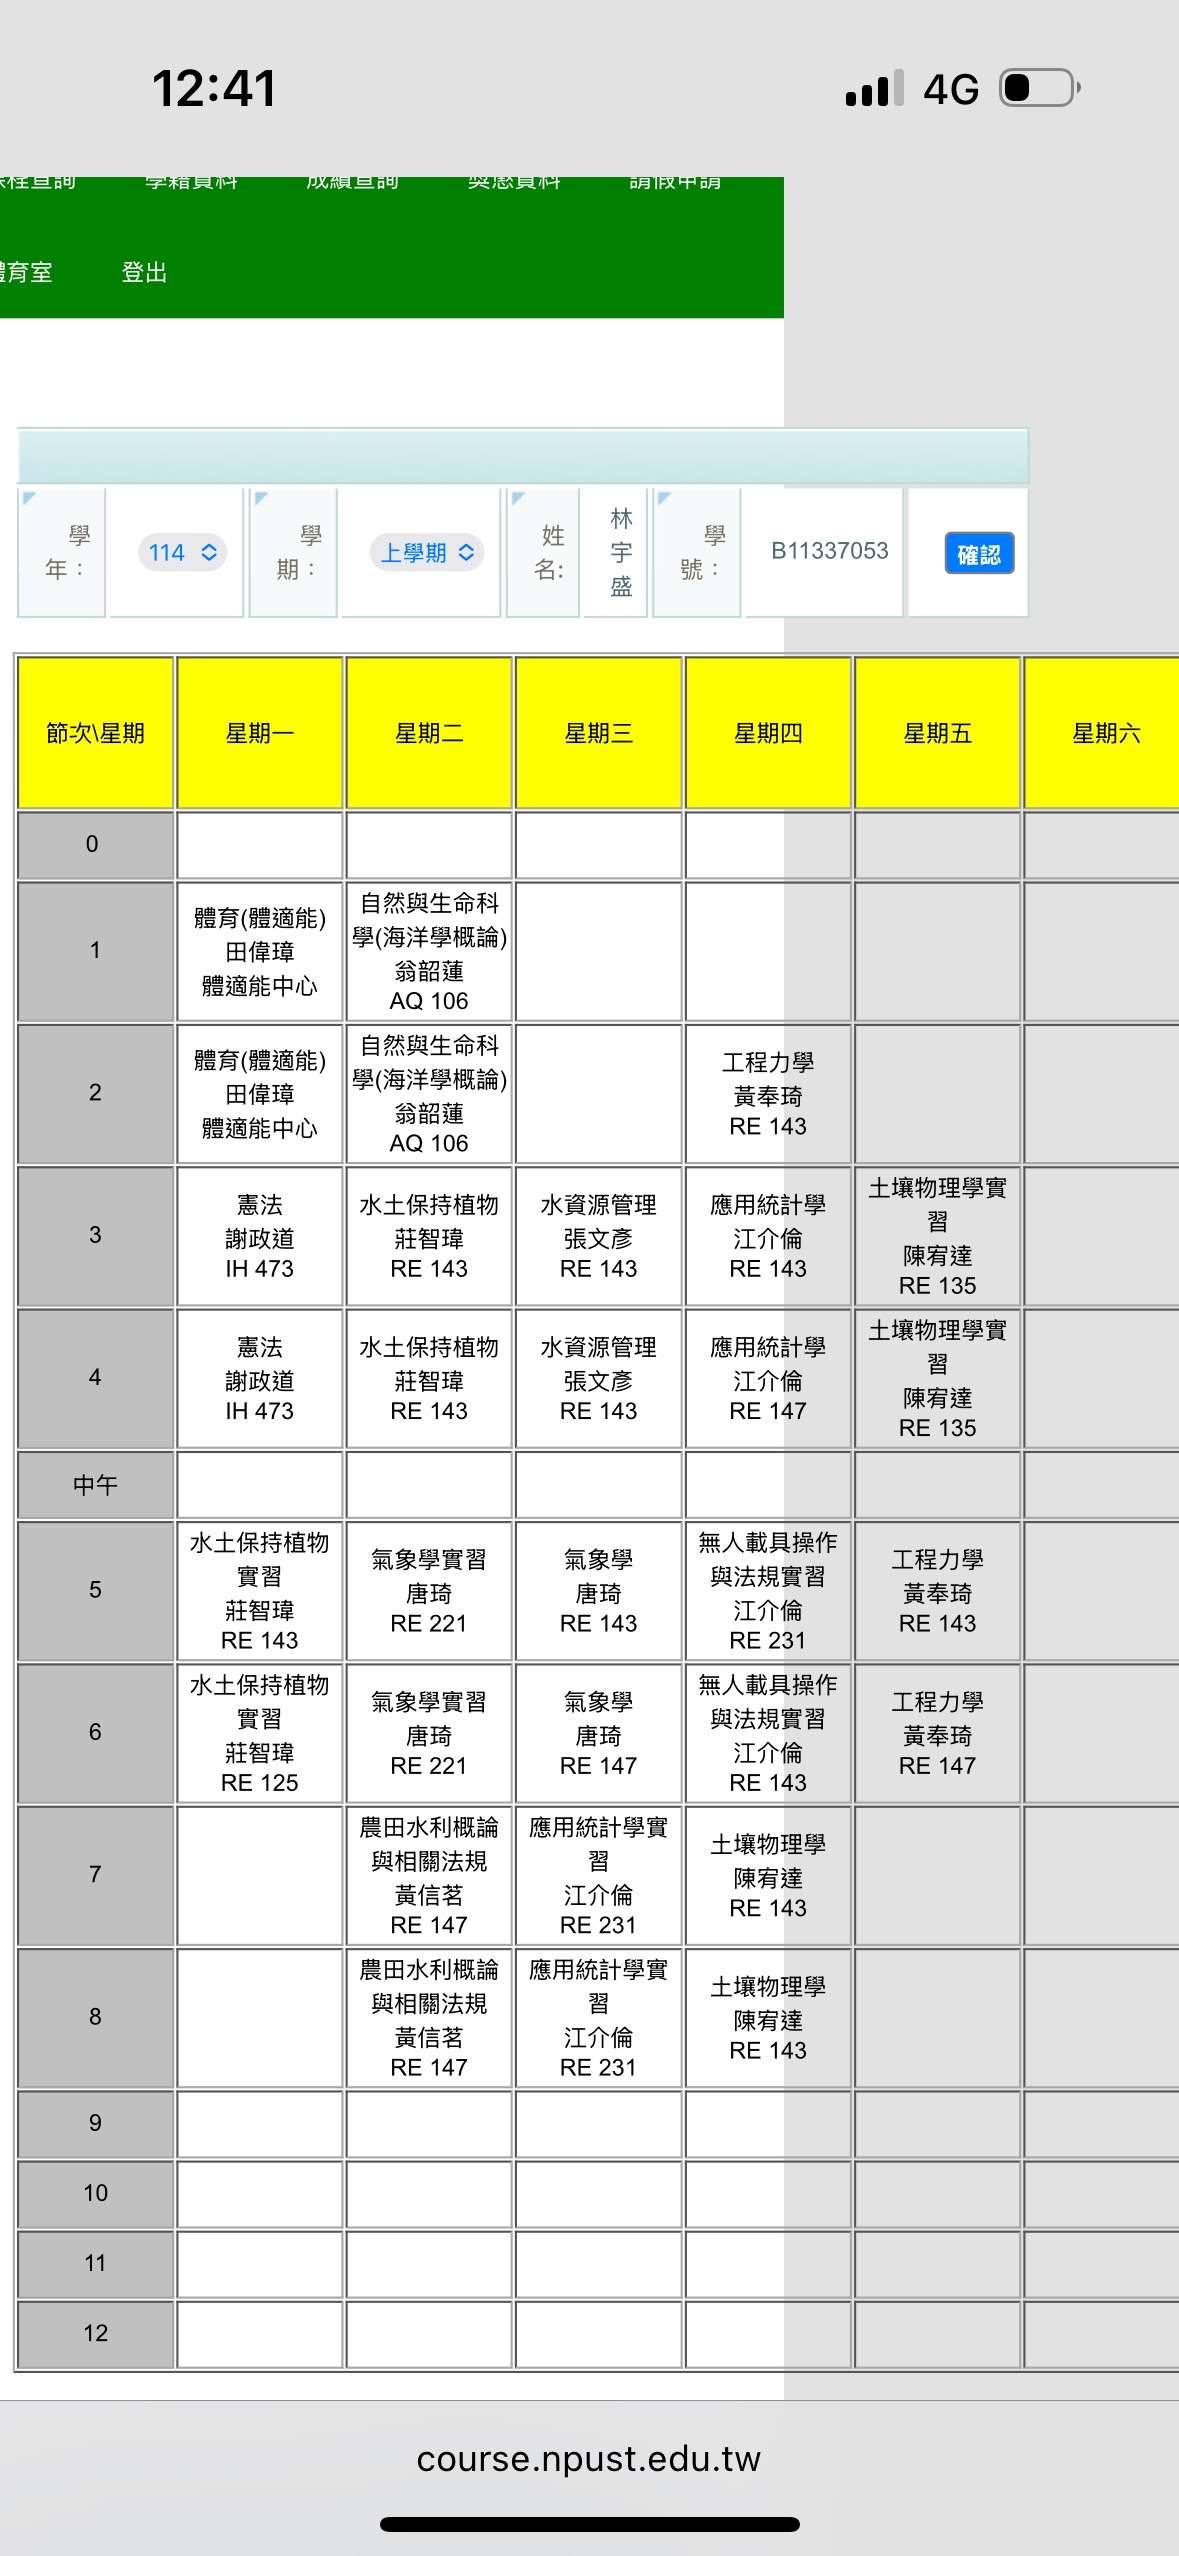 12:41
4G
課程查詢 學籍資料 成績查詢 獎懲資料 請假申請
體育室 登出
學年： 114 學期： 上學期 姓名: 林宇盛 學號： B11337053 確認
節次\星期 星期一 星期二 星期三 星期四 星期五 星期六
0
1
體育(體適能)
田偉璋
體適能中心
自然與生命科
學(海洋學概論)
翁韶蓮
AQ 106
2
體育(體適能)
田偉璋
體適能中心
自然與生命科
學(海洋學概論)
翁韶蓮
AQ 106
工程力學
黃奉琦
RE 143
3
憲法
謝政道
IH 473
水土保持植物
莊智瑋
RE 143
水資源管理
張文彥
RE 143
應用統計學
江介倫
RE 143
土壤物理學實
習
陳宥達
RE 135
4
憲法
謝政道
IH 473
水土保持植物
莊智瑋
RE 143
水資源管理
張文彥
RE 143
應用統計學
江介倫
RE 147
土壤物理學實
習
陳宥達
RE 135
中午
5
水土保持植物
實習
莊智瑋
RE 143
氣象學實習
唐琦
RE 221
氣象學
唐琦
RE 143
無人載具操作
與法規實習
江介倫
RE 231
工程力學
黃奉琦
RE 143
6
水土保持植物
實習
莊智瑋
RE 125
氣象學實習
唐琦
RE 221
氣象學
唐琦
RE 147
無人載具操作
與法規實習
江介倫
RE 143
工程力學
黃奉琦
RE 147
7
農田水利概論
與相關法規
黃信茗
RE 147
應用統計學實
習
江介倫
RE 231
土壤物理學
陳宥達
RE 143
8
農田水利概論
與相關法規
黃信茗
RE 147
應用統計學實
習
江介倫
RE 231
土壤物理學
陳宥達
RE 143
9
10
11
12
course.npust.edu.tw